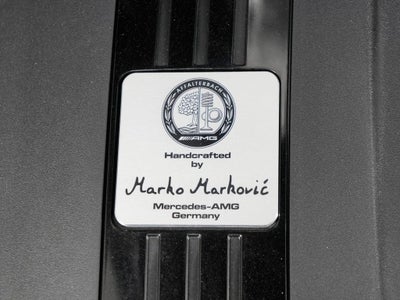 AFFALTERBACH
AMG
Handcrafted
by
Marko Marković
Mercedes-AMG
Germany